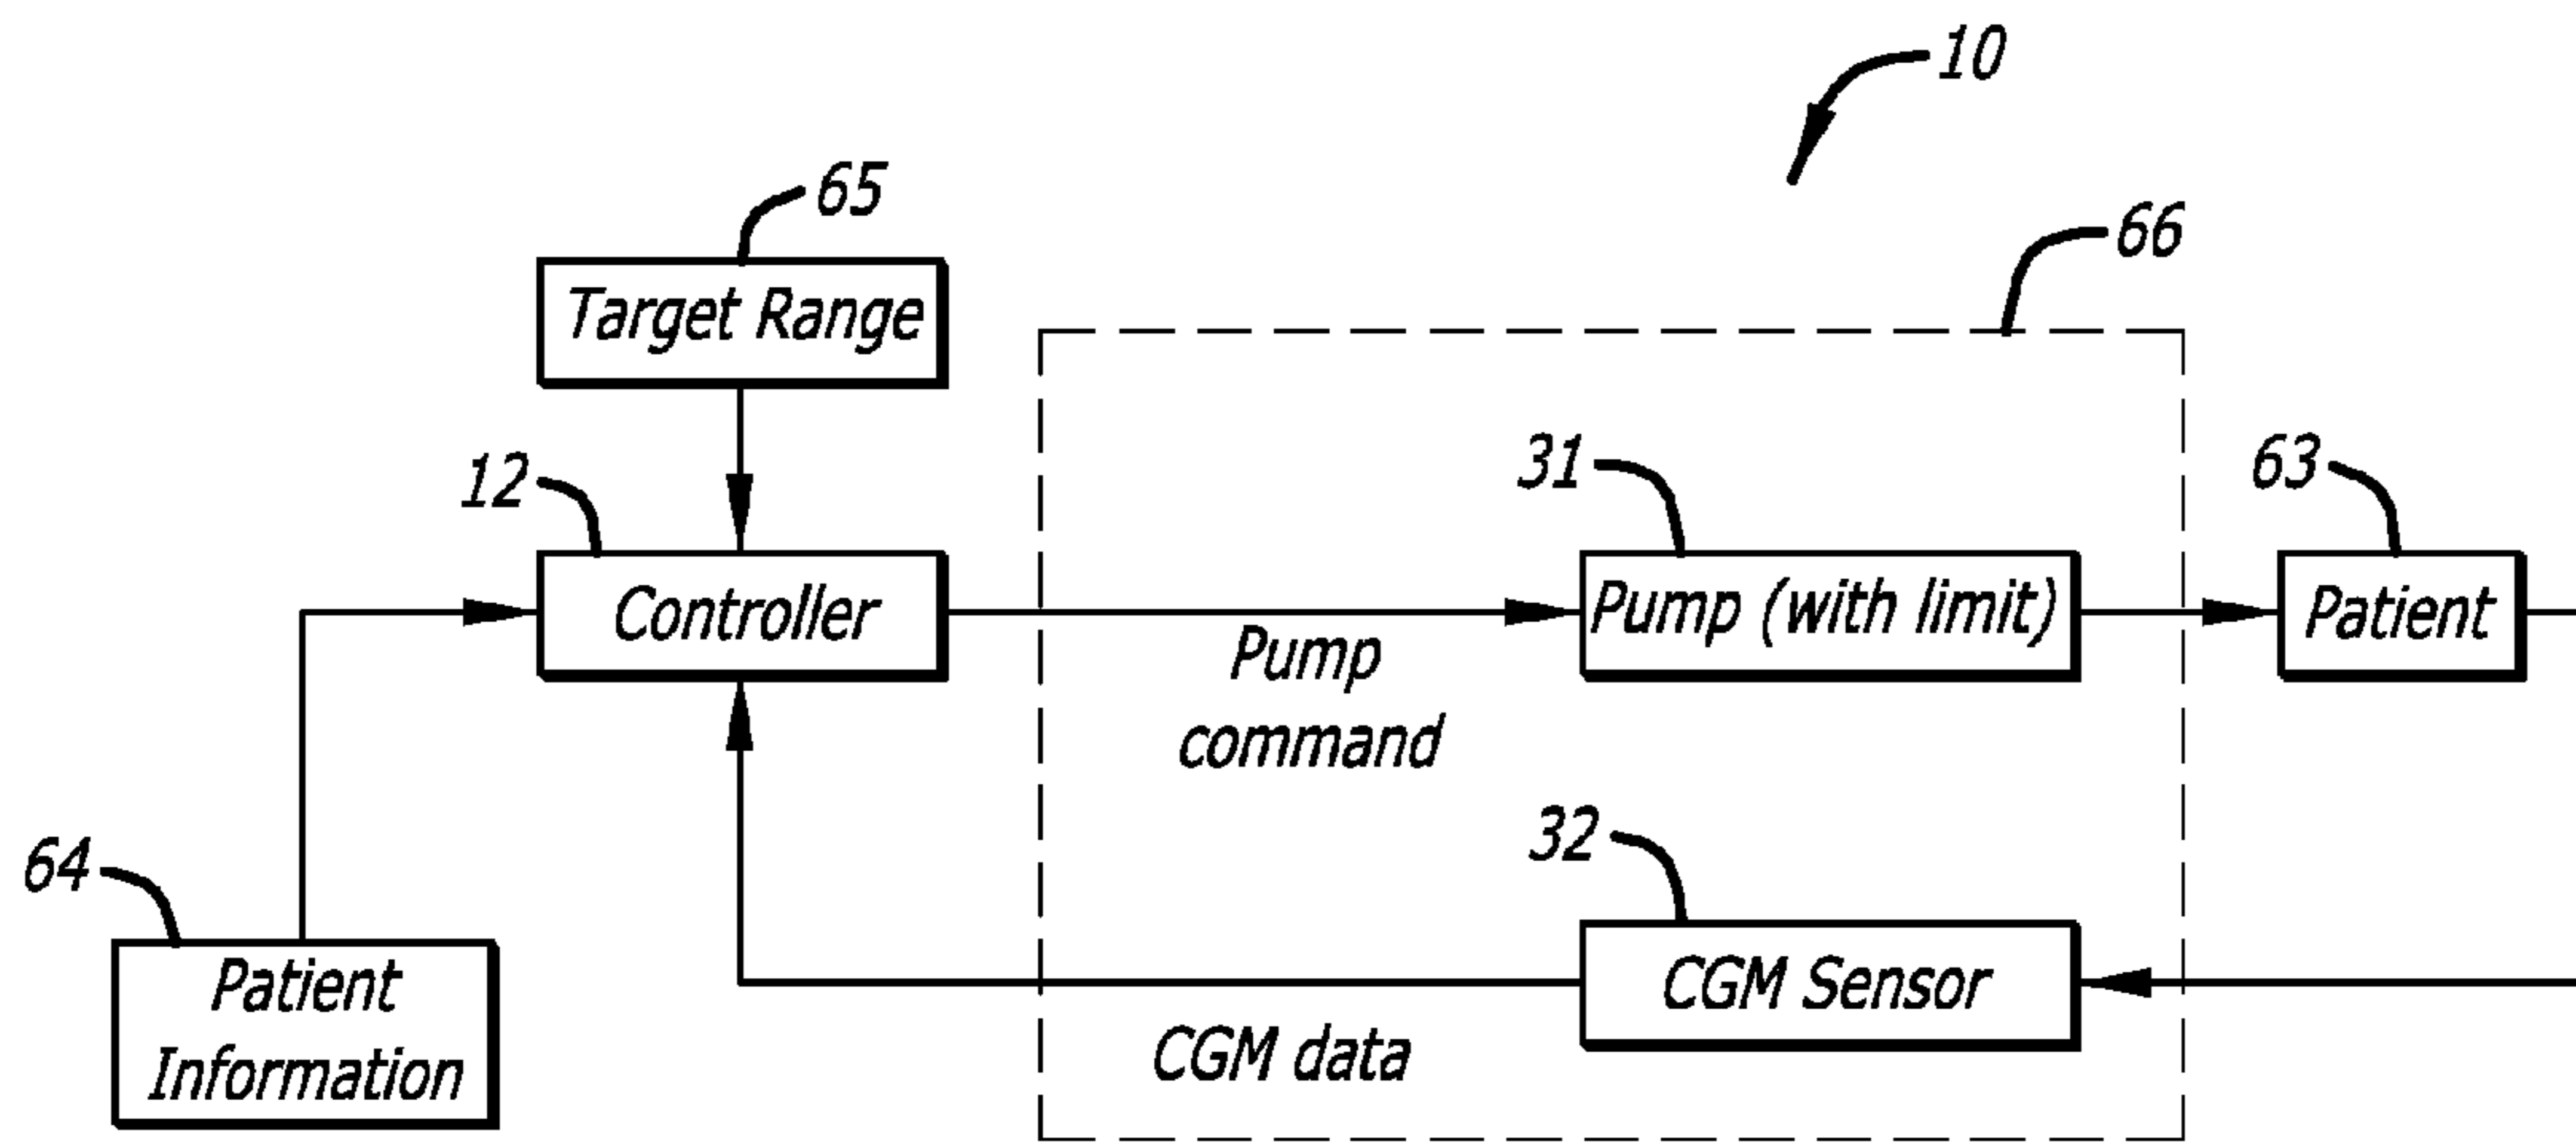 10
65
66
Target Range
12
31
63
Controller
Pump (with limit)
Patient
Pump
command
64
32
Patient
Information
CGM Sensor
CGM data